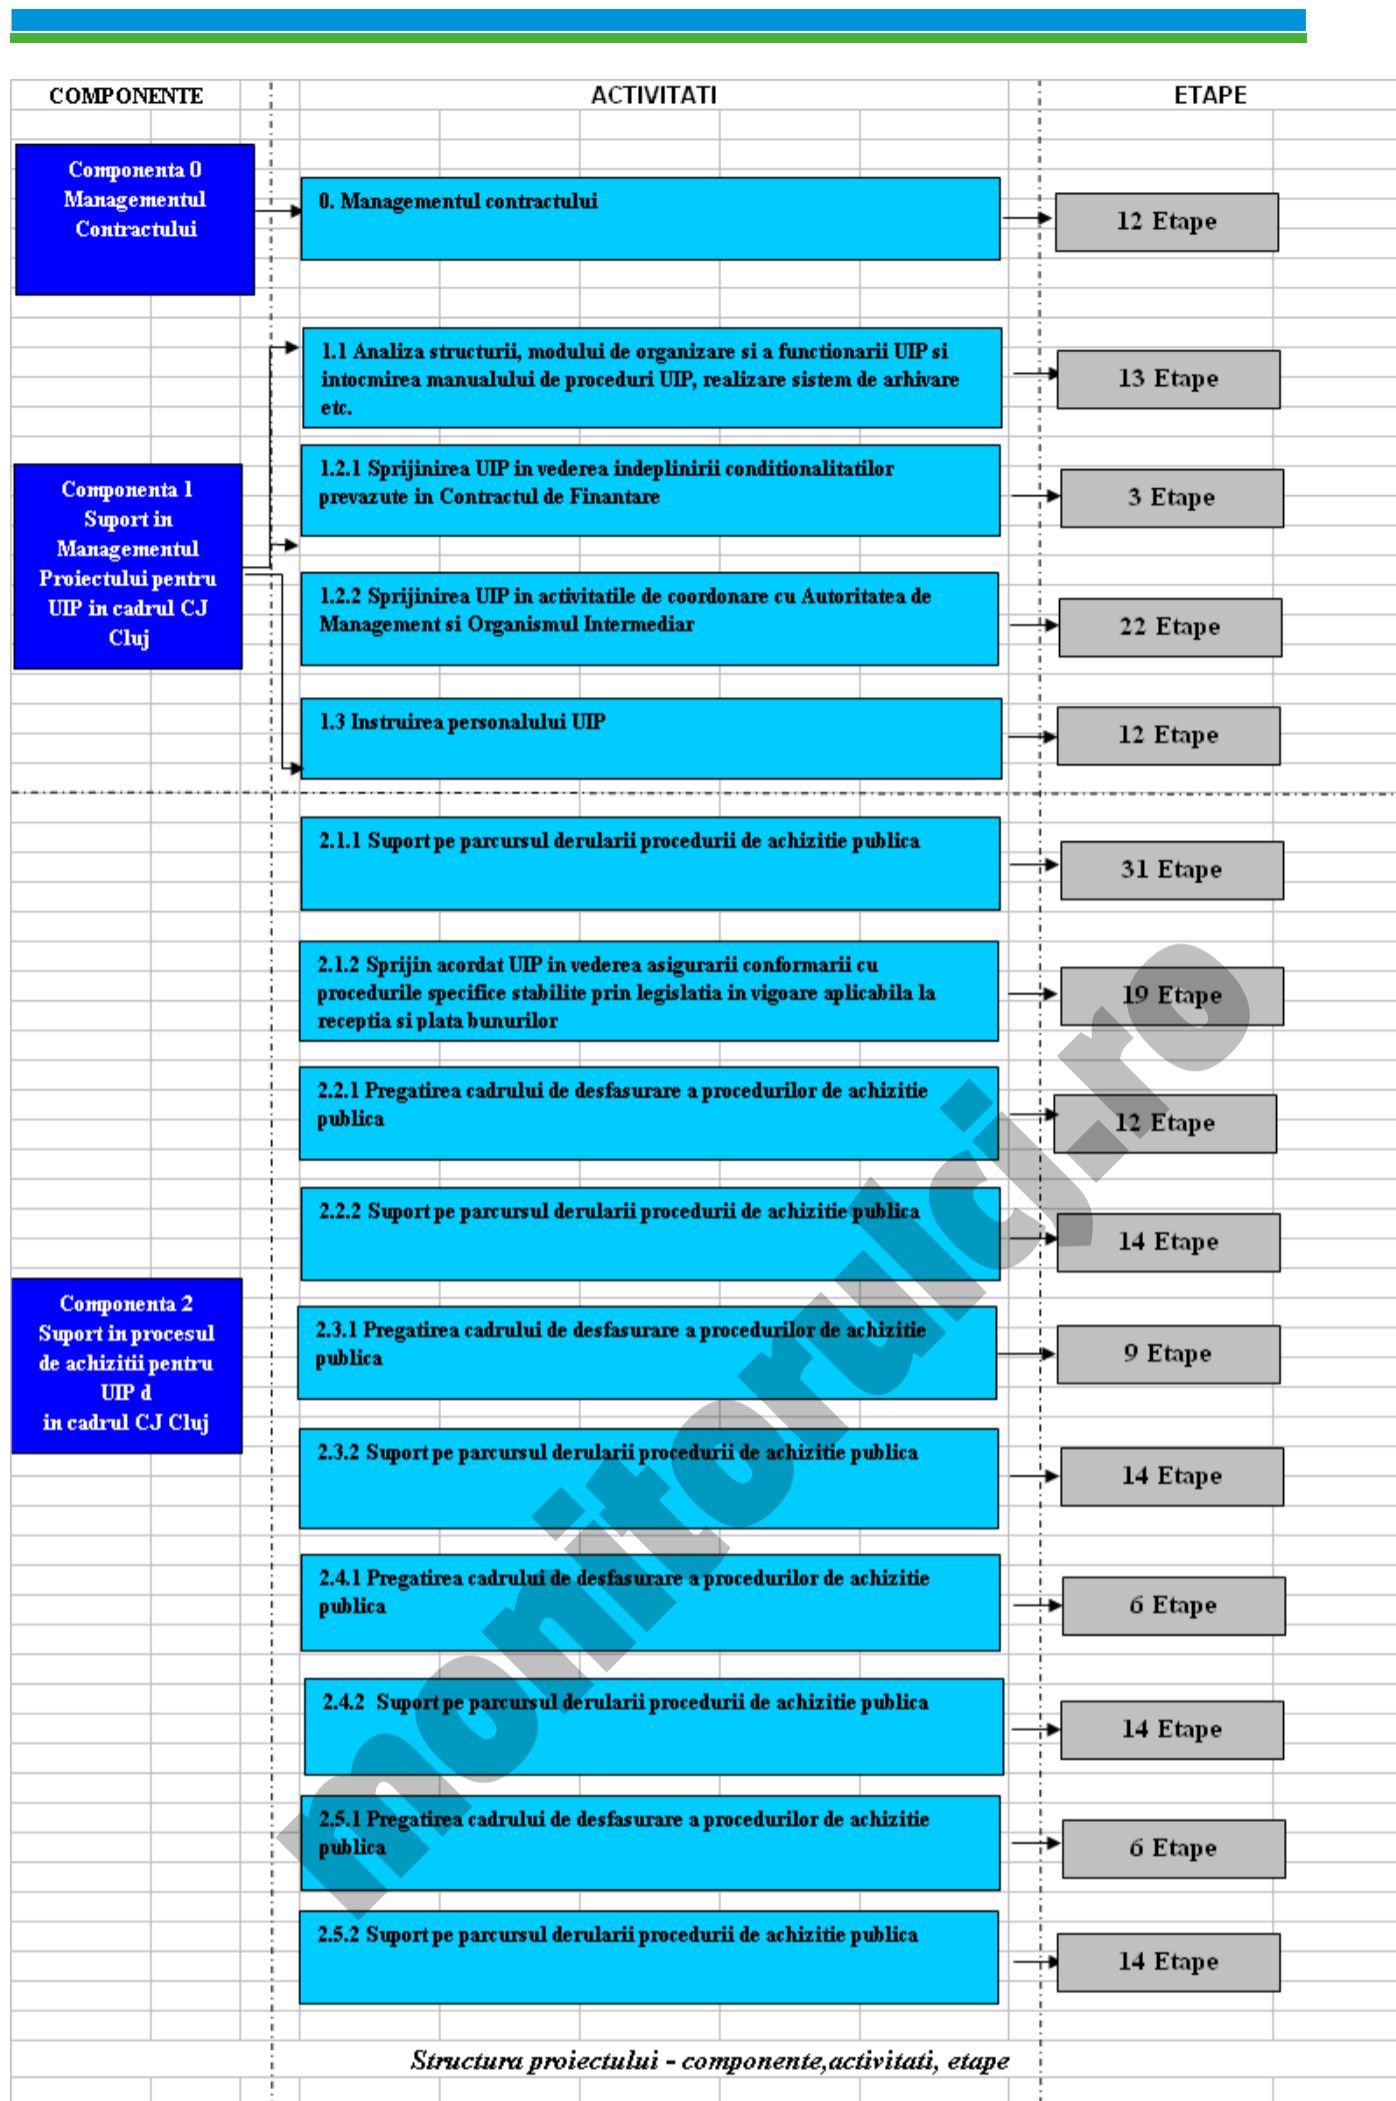 COMPONENTE
ACTIVITATI
ETAPE
Componenta 0
Managementul
Contractului
0. Managementul contractului
12 Etape
1.1 Analiza structurii, modului de organizare si a functionarii UIP si
intocmirea manualului de proceduri UIP, realizare sistem de arhivare
etc.
13 Etape
Componenta 1
Suport in
Managementul
Proiectului pentru
UIP in cadrul CJ
Cluj
1.2.1 Sprijinirea UIP in vederea indeplinirii conditionalitatilor
prevazute in Contractul de Finantare
3 Etape
1.2.2 Sprijinirea UIP in activitatile de coordonare cu Autoritatea de
Management si Organismul Intermediar
22 Etape
1.3 Instruirea personalului UIP
12 Etape
2.1.1 Suport pe parcursul derularii procedurii de achizitie publica
31 Etape
2.1.2 Sprijin acordat UIP in vederea asigurarii conformarii cu
procedurile specifice stabilite prin legislatia in vigoare aplicabila la
receptia si plata bunurilor
19 Etape
2.2.1 Pregatirea cadrului de desfasurare a procedurilor de achizitie
publica
12 Etape
2.2.2 Suport pe parcursul derularii procedurii de achizitie publica
14 Etape
Componenta 2
Suport in procesul
de achizitii pentru
UIP d
in cadrul CJ Cluj
2.3.1 Pregatirea cadrului de desfasurare a procedurilor de achizitie
publica
9 Etape
2.3.2 Suport pe parcursul derularii procedurii de achizitie publica
14 Etape
2.4.1 Pregatirea cadrului de desfasurare a procedurilor de achizitie
publica
6 Etape
2.4.2 Suport pe parcursul derularii procedurii de achizitie publica
14 Etape
2.5.1 Pregatirea cadrului de desfasurare a procedurilor de achizitie
publica
6 Etape
2.5.2 Suport pe parcursul derularii procedurii de achizitie publica
14 Etape
Structura proiectului - componente,activitati, etape
monitorulcj.ro